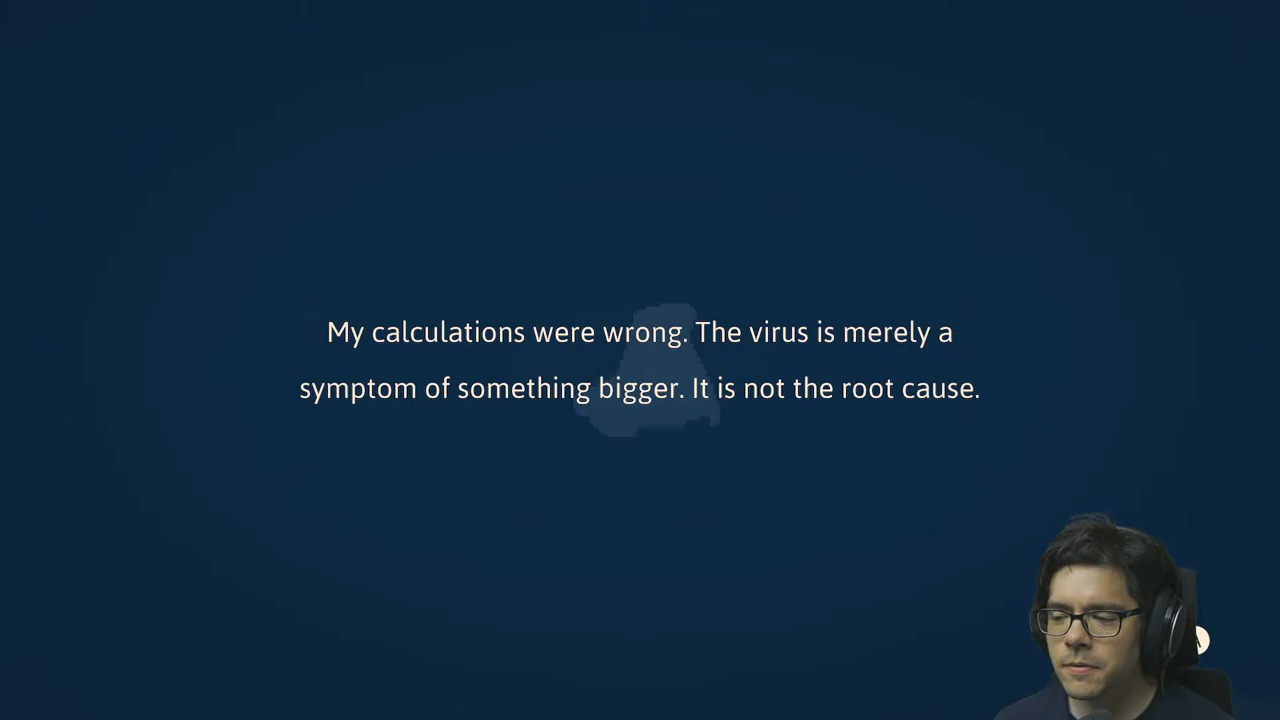 My calculations were wrong. The virus is merely a
symptom of something bigger. It is not the root cause.
A